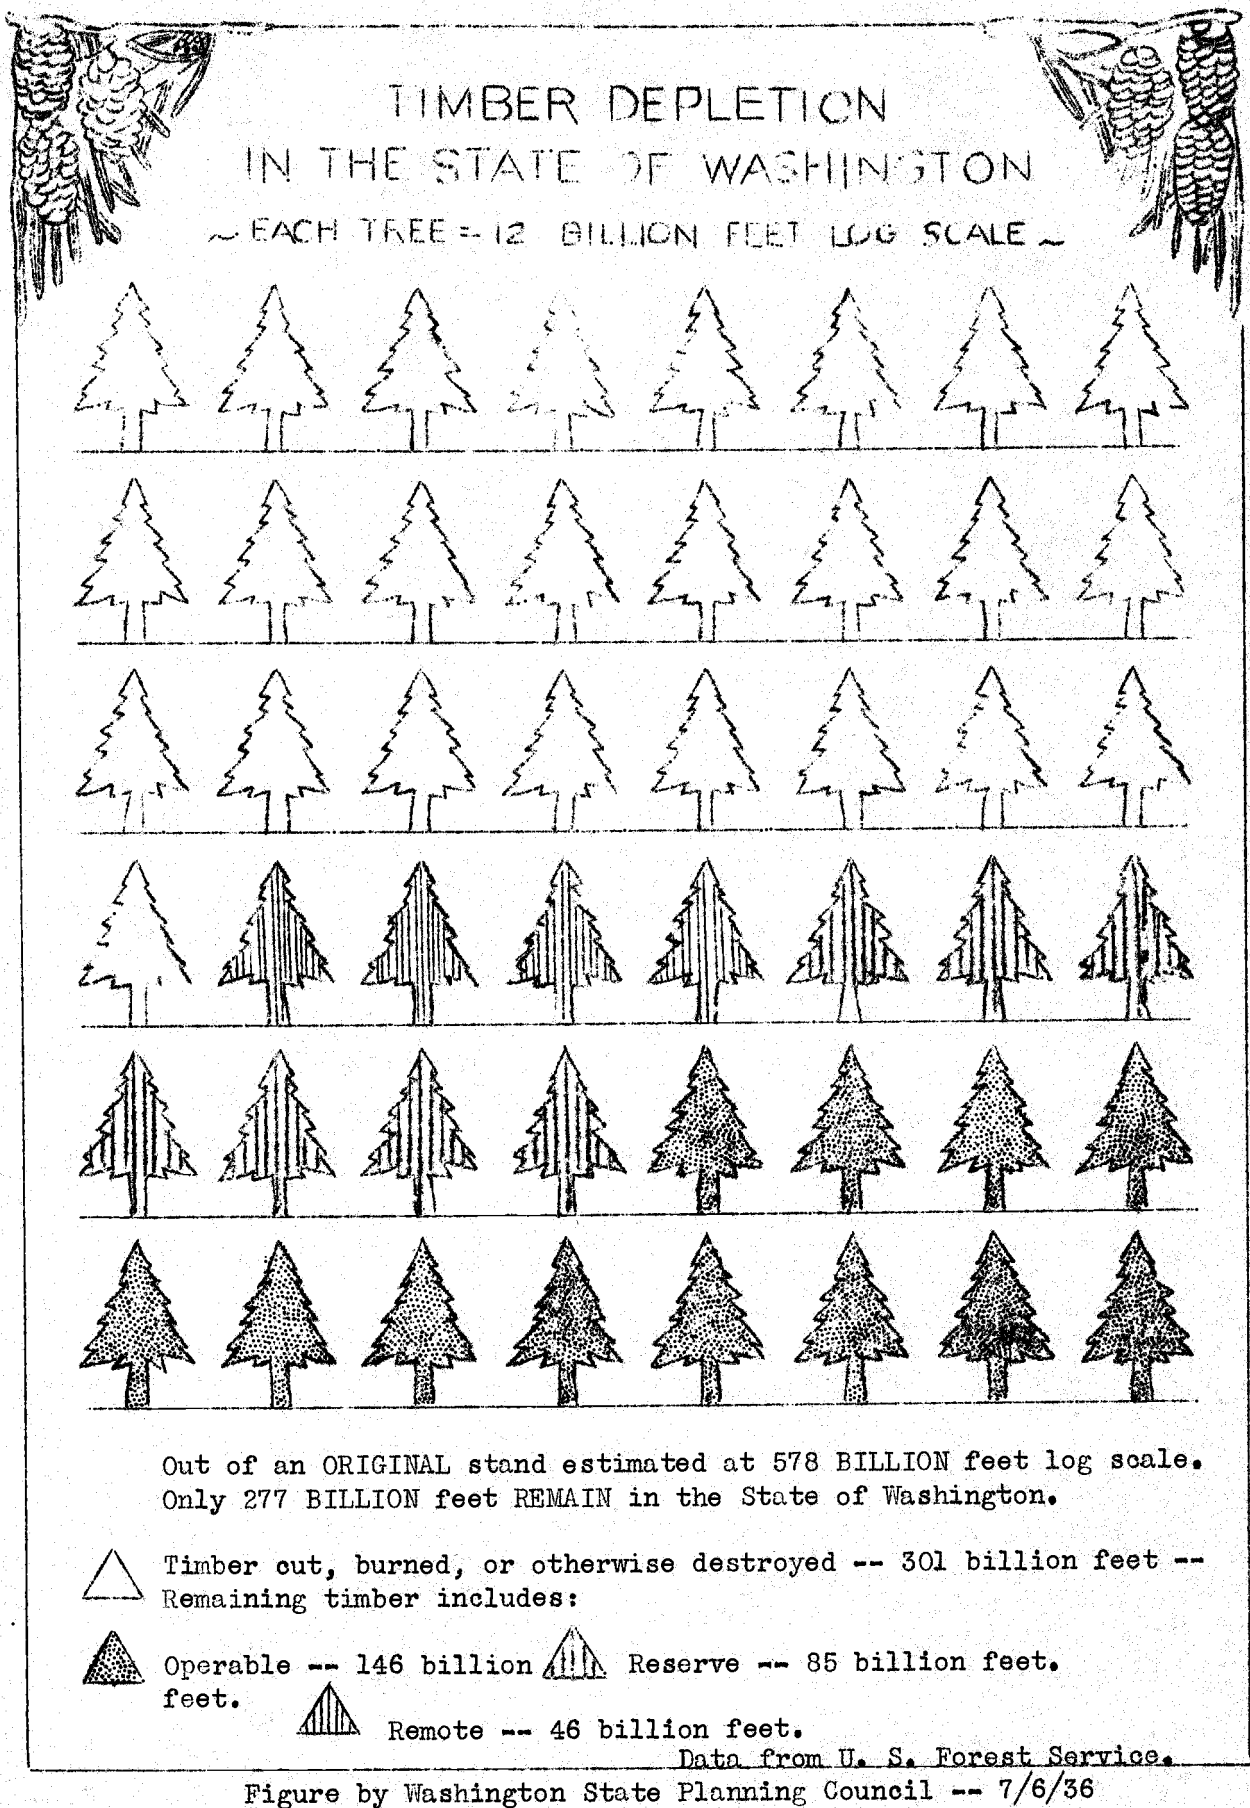 TIMBER DEPLETION
IN THE STATE OF WASHINGTON
~ EACH TREE = 12 BILLION FEET LOG SCALE ~
Out of an ORIGINAL stand estimated at 578 BILLION feet log scale.
Only 277 BILLION feet REMAIN in the State of Washington.
Timber cut, burned, or otherwise destroyed -- 301 billion feet --
Remaining timber includes:
Operable -- 146 billion Reserve -- 85 billion feet.
feet.
Remote -- 46 billion feet.
Data from U. S. Forest Service.
Figure by Washington State Planning Council -- 7/6/36